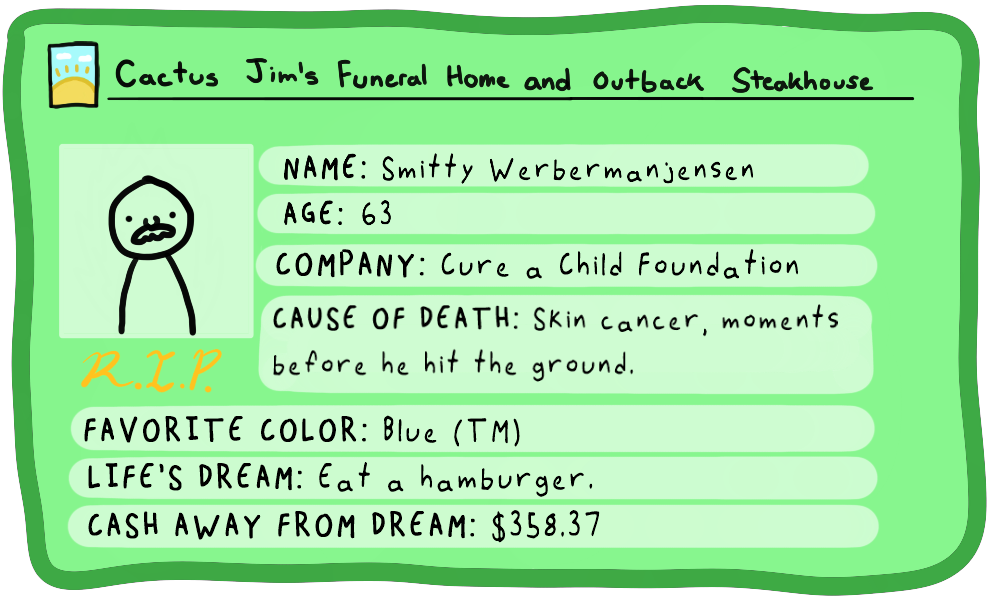 Cactus Jim's Funeral Home and Outback Steakhouse
NAME: Smitty Werbermanjensen
AGE: 63
COMPANY: Cure a Child Foundation
CAUSE OF DEATH: Skin cancer, moments
before he hit the ground.
R.I.P.
FAVORITE COLOR: Blue (TM)
LIFE'S DREAM: Eat a hamburger.
CASH AWAY FROM DREAM: $358.37